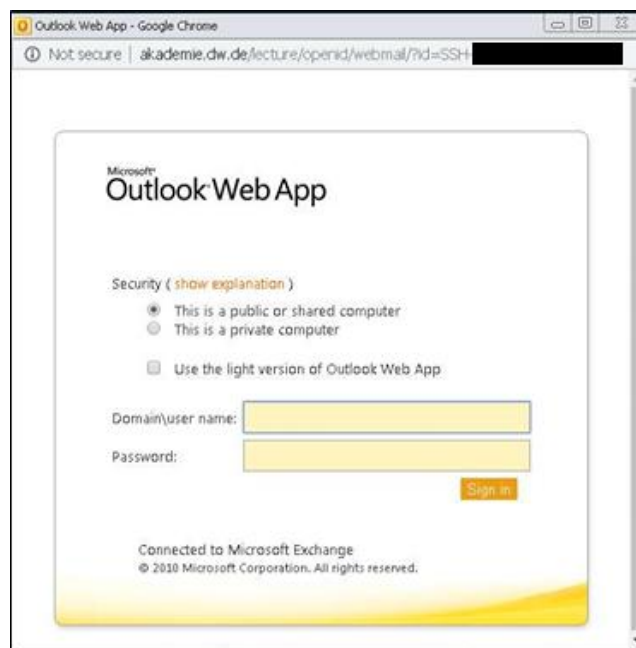 Outlook Web App - Google Chrome
Not secure | akademie.dw.de/lecture/openid/webmail/?id=SSH-
Microsoft®
Outlook Web App
Security ( show explanation )
This is a public or shared computer
This is a private computer
Use the light version of Outlook Web App
Domain\user name:
Password:
Sign in
Connected to Microsoft Exchange
© 2010 Microsoft Corporation. All rights reserved.